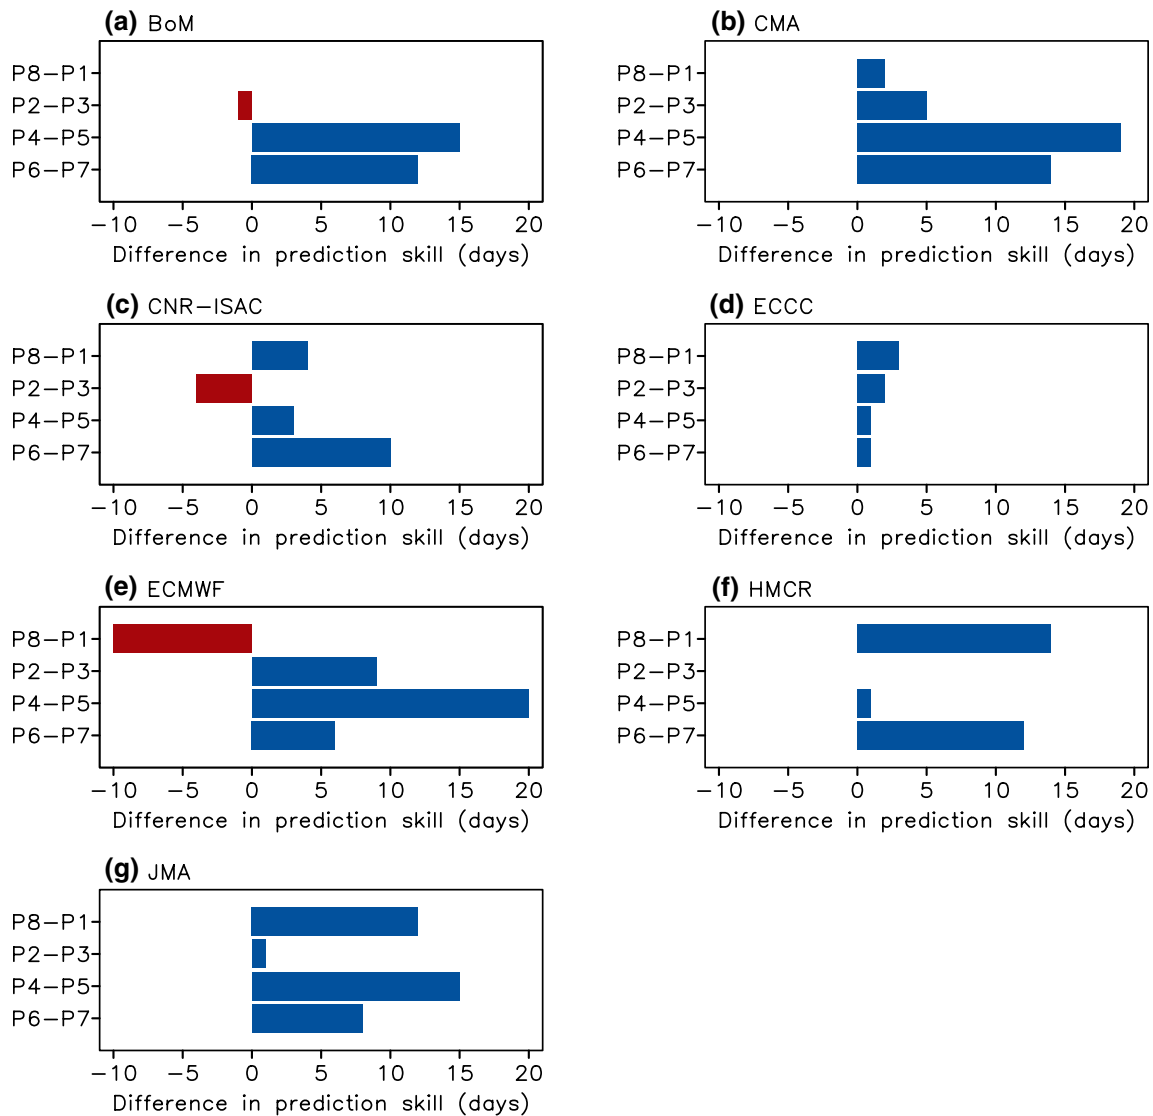 (a) BoM
P8−P1
P2−P3
P4−P5
P6−P7
−10 −5 0 5 10 15 20
Difference in prediction skill (days)
(b) CMA
P8−P1
P2−P3
P4−P5
P6−P7
−10 −5 0 5 10 15 20
Difference in prediction skill (days)
(c) CNR−ISAC
P8−P1
P2−P3
P4−P5
P6−P7
−10 −5 0 5 10 15 20
Difference in prediction skill (days)
(d) ECCC
P8−P1
P2−P3
P4−P5
P6−P7
−10 −5 0 5 10 15 20
Difference in prediction skill (days)
(e) ECMWF
P8−P1
P2−P3
P4−P5
P6−P7
−10 −5 0 5 10 15 20
Difference in prediction skill (days)
(f) HMCR
P8−P1
P2−P3
P4−P5
P6−P7
−10 −5 0 5 10 15 20
Difference in prediction skill (days)
(g) JMA
P8−P1
P2−P3
P4−P5
P6−P7
−10 −5 0 5 10 15 20
Difference in prediction skill (days)